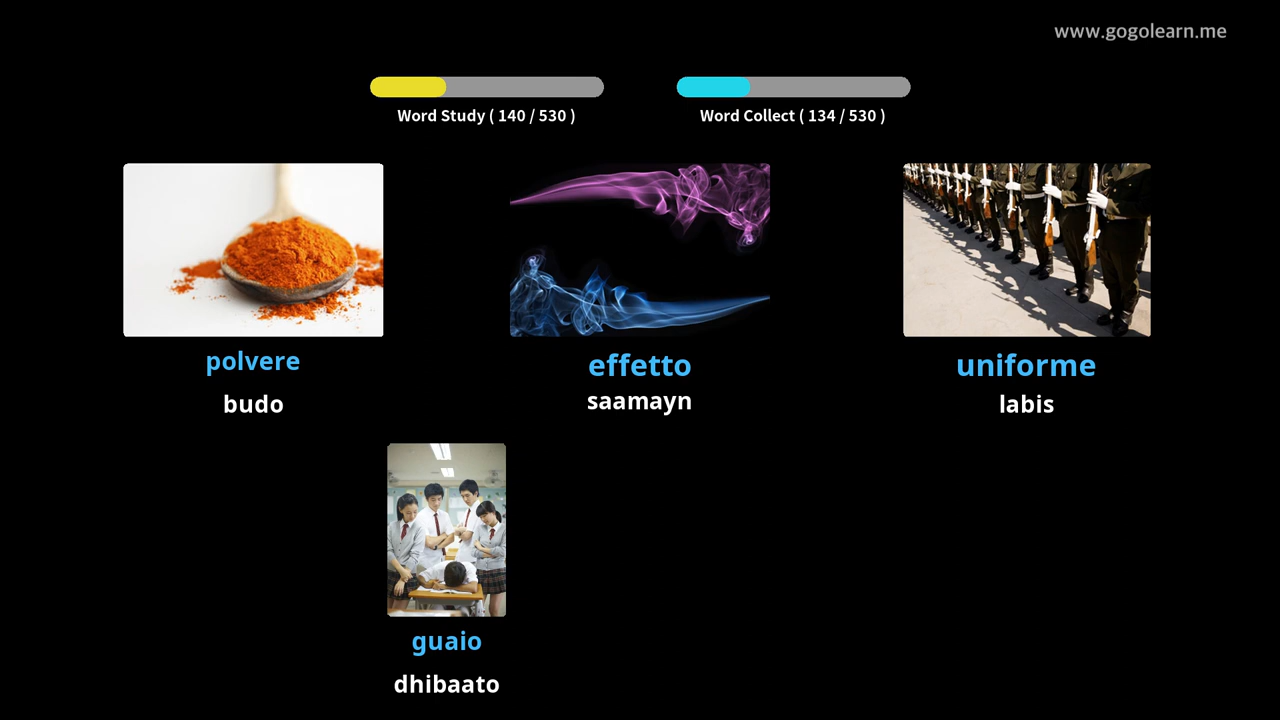 www.gogolearn.me
Word Study ( 140 / 530 )
Word Collect ( 134 / 530 )
polvere
budo
effetto
saamayn
uniforme
labis
guaio
dhibaato